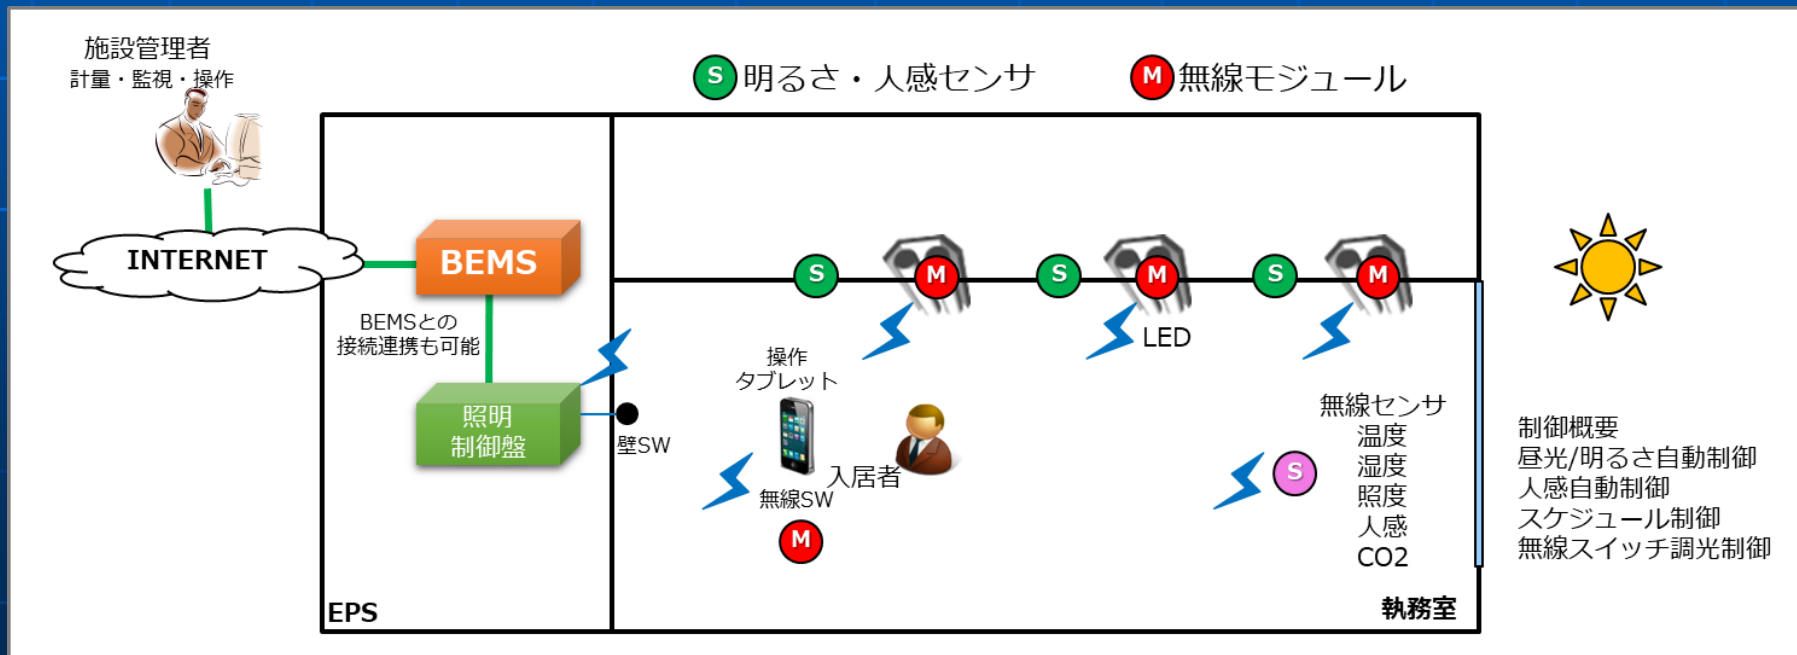 施設管理者
計量・監視・操作
S 明るさ・人感センサ
M 無線モジュール
INTERNET
BEMS
S
M
S
M
S
M
BEMSとの
接続連携も可能
LED
操作
タブレット
照明
制御盤
壁SW
入居者
無線SW
M
S
無線センサ
温度
湿度
照度
人感
CO2
制御概要
昼光/明るさ自動制御
人感自動制御
スケジュール制御
無線スイッチ調光制御
EPS
執務室